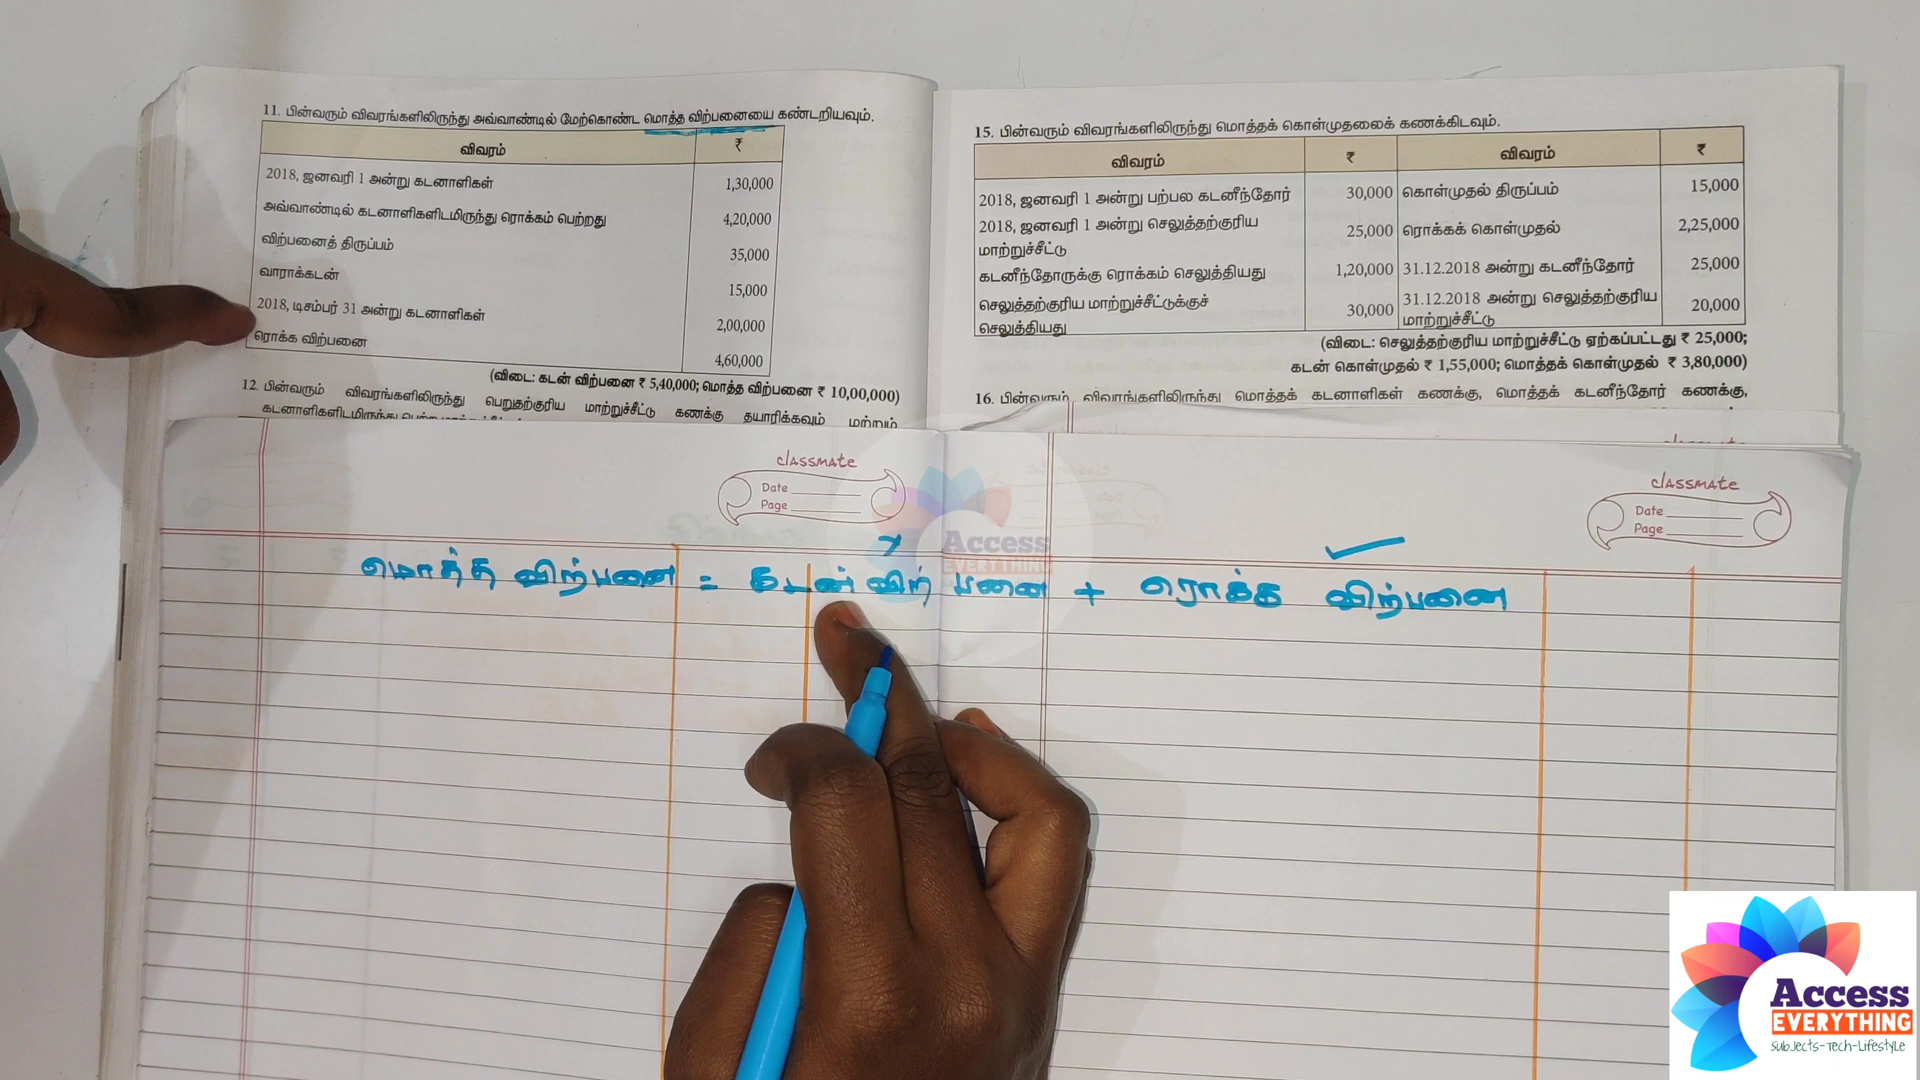 11. பின்வரும் விவரங்களிலிருந்து அவ்வாண்டில் மேற்கொண்ட மொத்த விற்பனையை கண்டறியவும்.
விவரம் ₹
2018, ஜனவரி 1 அன்று கடனாளிகள் 1,30,000
அவ்வாண்டில் கடனாளிகளிடமிருந்து ரொக்கம் பெற்றது 4,20,000
விற்பனைத் திருப்பம் 35,000
வாராக்கடன் 15,000
2018, டிசம்பர் 31 அன்று கடனாளிகள் 2,00,000
ரொக்க விற்பனை 4,60,000
(விடை: கடன் விற்பனை ₹ 5,40,000; மொத்த விற்பனை ₹ 10,00,000)
12. பின்வரும் விவரங்களிலிருந்து பெறுதற்குரிய மாற்றுச்சீட்டு கணக்கு தயாரிக்கவும் மற்றும்
15. பின்வரும் விவரங்களிலிருந்து மொத்தக் கொள்முதலைக் கணக்கிடவும்.
விவரம் ₹ விவரம் ₹
2018, ஜனவரி 1 அன்று பற்பல கடனீந்தோர் 30,000 கொள்முதல் திருப்பம் 15,000
2018, ஜனவரி 1 அன்று செலுத்தற்குரிய மாற்றுச்சீட்டு 25,000 ரொக்கக் கொள்முதல் 2,25,000
கடனீந்தோருக்கு ரொக்கம் செலுத்தியது 1,20,000 31.12.2018 அன்று கடனீந்தோர் 25,000
செலுத்தற்குரிய மாற்றுச்சீட்டுக்குச் செலுத்தியது 30,000 31.12.2018 அன்று செலுத்தற்குரிய மாற்றுச்சீட்டு 20,000
(விடை: செலுத்தற்குரிய மாற்றுச்சீட்டு ஏற்கப்பட்டது ₹ 25,000;
கடன் கொள்முதல் ₹ 1,55,000; மொத்தக் கொள்முதல் ₹ 3,80,000)
16. பின்வரும் விவரங்களிலிருந்து மொத்தக் கடனாளிகள் கணக்கு, மொத்தக் கடனீந்தோர் கணக்கு,
classmate
Date
Page
classmate
Date
Page
மொத்த விற்பனை = கடன் விற்பனை + ரொக்க விற்பனை
Access
EVERYTHING
Access
EVERYTHING
Subjects-Tech-Lifestyle